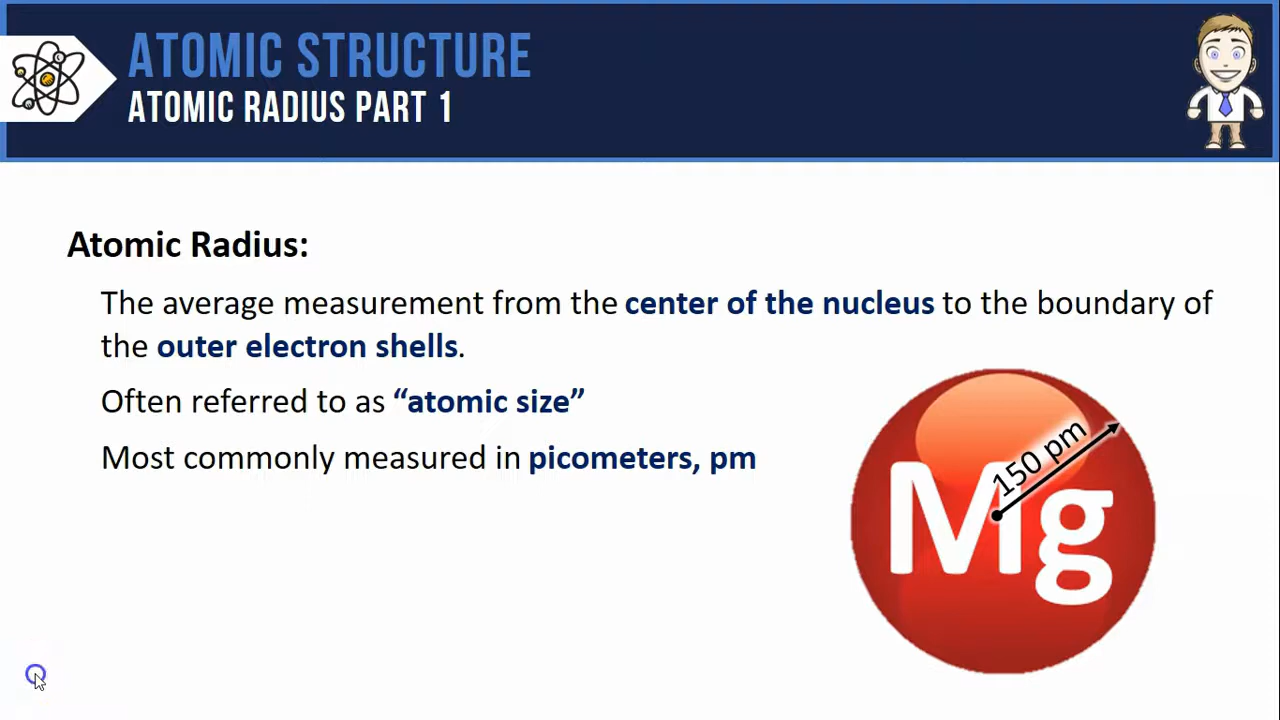 ATOMIC STRUCTURE
ATOMIC RADIUS PART 1
Atomic Radius:
The average measurement from the center of the nucleus to the boundary of
the outer electron shells.
Often referred to as “atomic size”
Most commonly measured in picometers, pm
150 pm
Mg